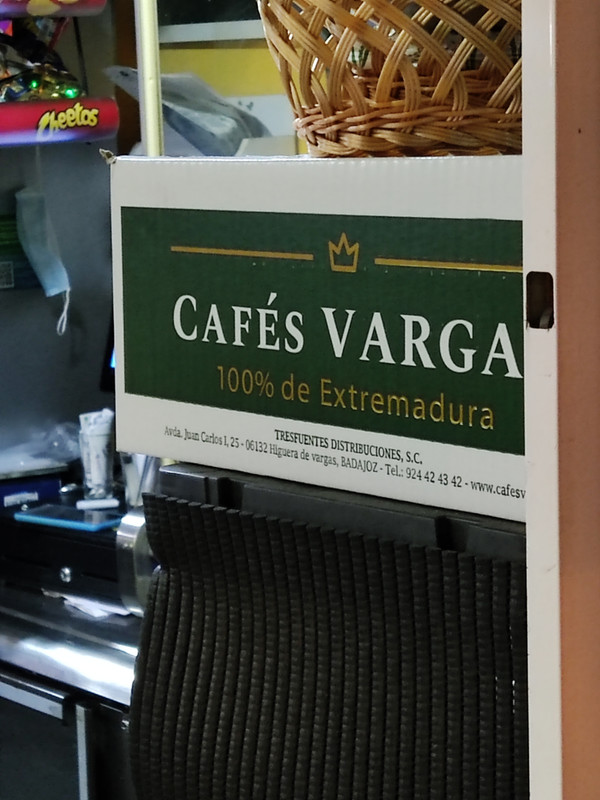 Cheetos
CAFÉS VARGA
100% de Extremadura
TRESFUENTES DISTRIBUCIONES, S.C.
Avda. Juan Carlos I, 25 - 06132 Higuera de vargas, BADAJOZ - Tel.: 924 42 43 42 - www.cafesv